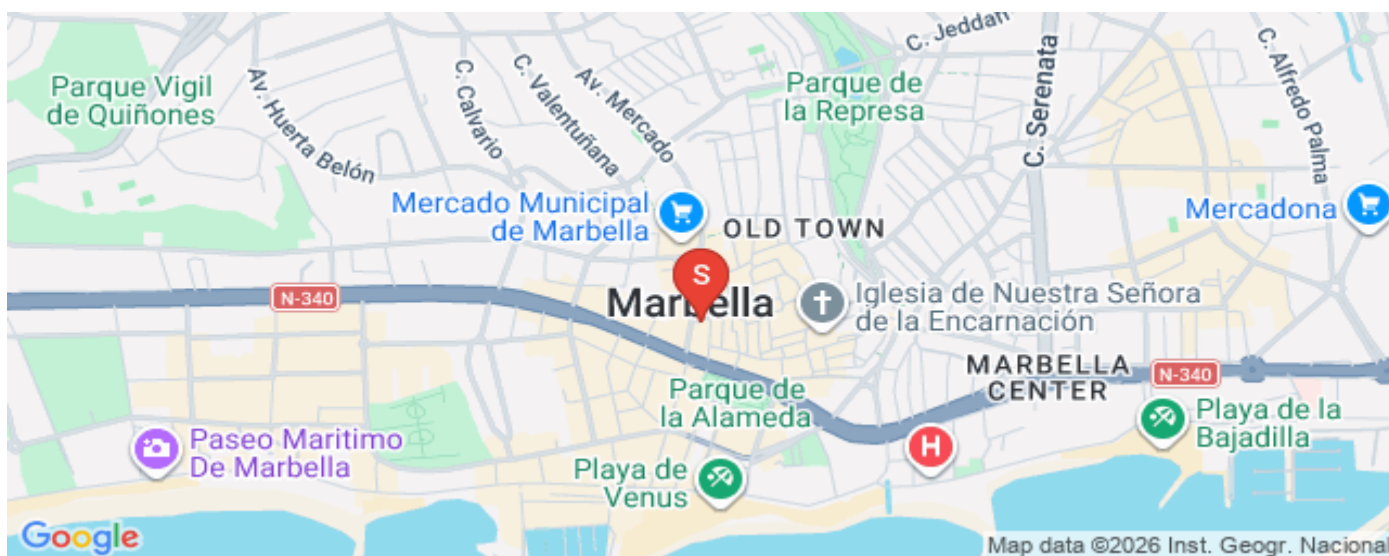 C. Jeddah
Parque Vigil
de Quiñones
Av. Huerta Belón
C. Calvario
C. Valentuñana
Av. Mercado
Parque de
la Represa
C. Serenata
C. Alfredo Palma
Mercado Municipal
de Marbella
OLD TOWN
Mercadona
S
N-340
Marbella
Iglesia de Nuestra Señora
de la Encarnación
MARBELLA
CENTER
N-340
Parque de
la Alameda
Playa de la
Bajadilla
Paseo Maritimo
De Marbella
H
Playa de
Venus
Google
Map data ©2026 Inst. Geogr. Nacional